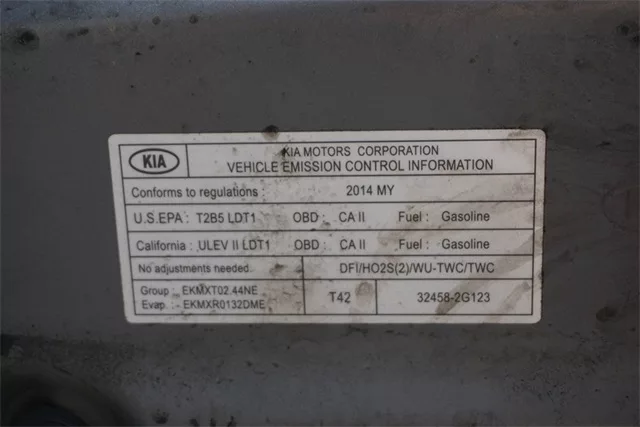 KIA
KIA MOTORS CORPORATION
VEHICLE EMISSION CONTROL INFORMATION
Conforms to regulations : 2014 MY
U.S.EPA : T2B5 LDT1 OBD : CA II Fuel : Gasoline
California : ULEV II LDT1 OBD : CA II Fuel : Gasoline
No adjustments needed DFI/HO2S(2)/WU-TWC/TWC
Group : EKMXT02.44NE
Evap. : EKMXR0132DME
T42 32458-2G123